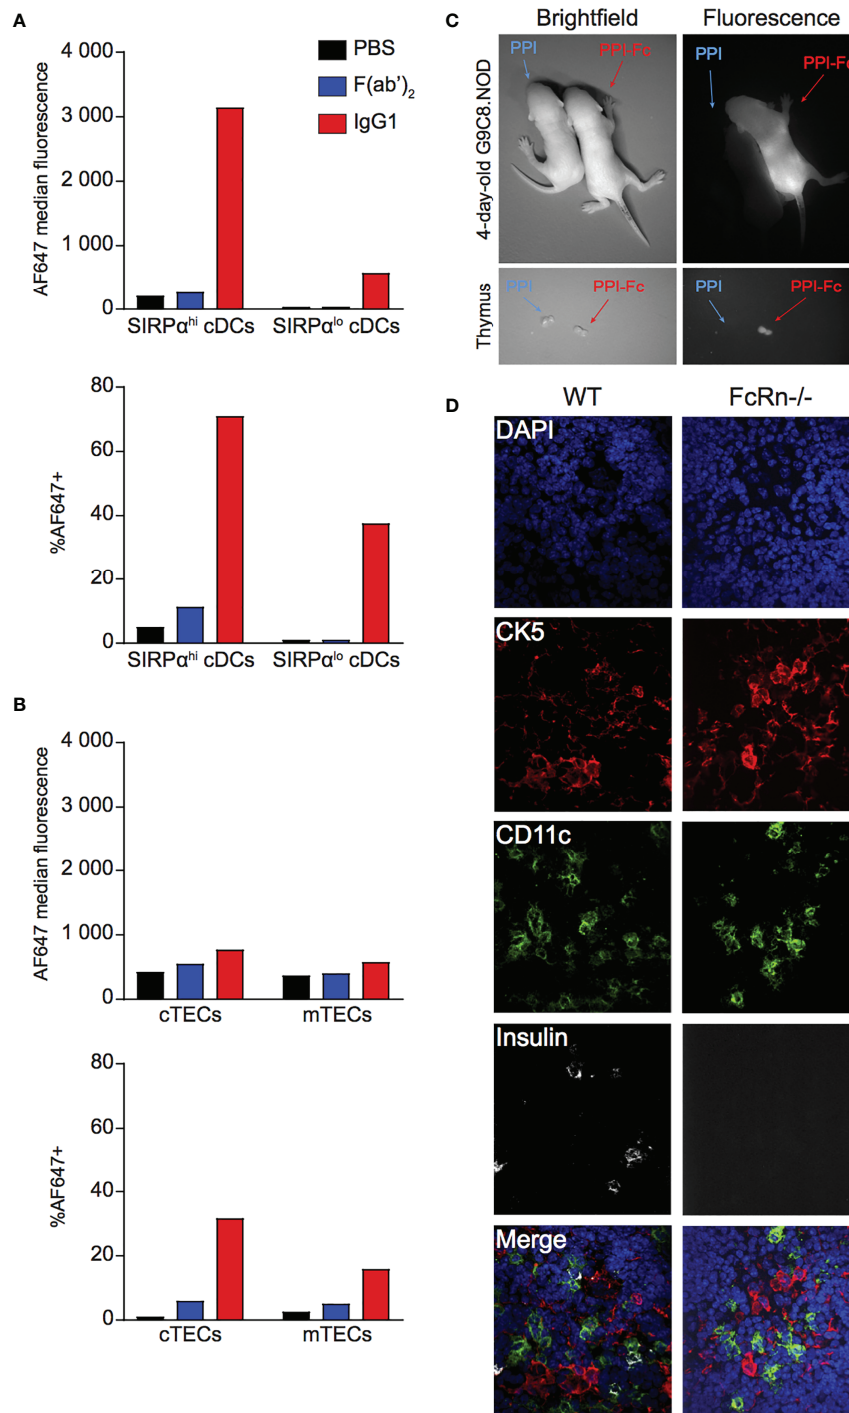 A
AF647 median fluorescence
4 000
3 000
2 000
1 000
0
PBS
F(ab')₂
IgG1
SIRPαʰⁱ cDCs
SIRPαˡᵒ cDCs
%AF647+
80
60
40
20
0
SIRPαʰⁱ cDCs
SIRPαˡᵒ cDCs
B
AF647 median fluorescence
4 000
3 000
2 000
1 000
0
cTECs
mTECs
%AF647+
80
60
40
20
0
cTECs
mTECs
C
Brightfield
Fluorescence
4-day-old G9C8.NOD
PPI
PPI-Fc
PPI
PPI-Fc
Thymus
PPI
PPI-Fc
PPI
PPI-Fc
D
WT
FcRn-/-
DAPI
CK5
CD11c
Insulin
Merge